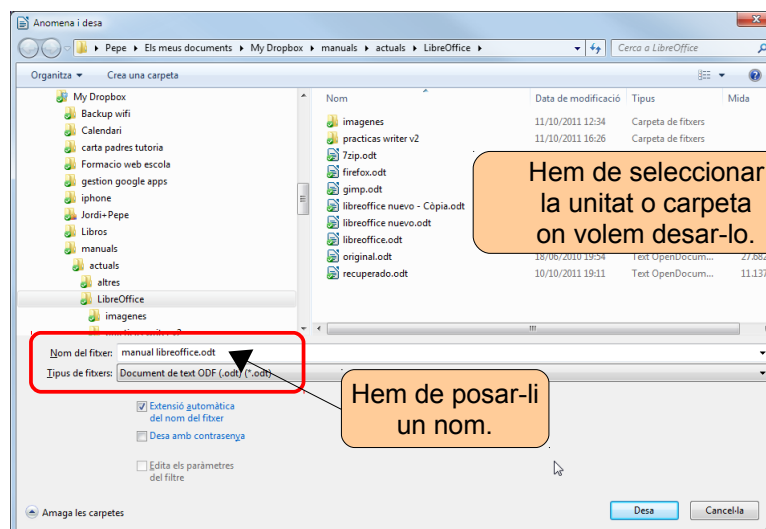 Anomena i desa
Pepe ▸ Els meus documents ▸ My Dropbox ▸ manuals ▸ actuals ▸ LibreOffice ▸
Cerca a LibreOffice
Organitza
Crea una carpeta
My Dropbox
Backup wifi
Calendari
carta padres tutoria
Formacio web escola
gestion google apps
iphone
Jordi+Pepe
Libros
manuals
actuals
altres
LibreOffice
imagenes
Nom Data de modificació Tipus Mida
imagenes 11/10/2011 12:34 Carpeta de fitxers
practicas writer v2 11/10/2011 16:26 Carpeta de fitxers
7zip.odt
firefox.odt
gimp.odt
libreoffice nuevo - Còpia.odt
libreoffice nuevo.odt
libreoffice.odt
original.odt 18/06/2010 19:54 Text OpenDocum... 27.682
recuperado.odt 10/10/2011 19:11 Text OpenDocum... 11.137
Hem de seleccionar
la unitat o carpeta
on volem desar-lo.
Nom del fitxer: manual libreoffice.odt
Tipus de fitxers: Document de text ODF (.odt) (*.odt)
Hem de posar-li
un nom.
Extensió automàtica
del nom del fitxer
Desa amb contrasenya
Edita els paràmetres
del filtre
Amaga les carpetes
Desa
Cancel·la